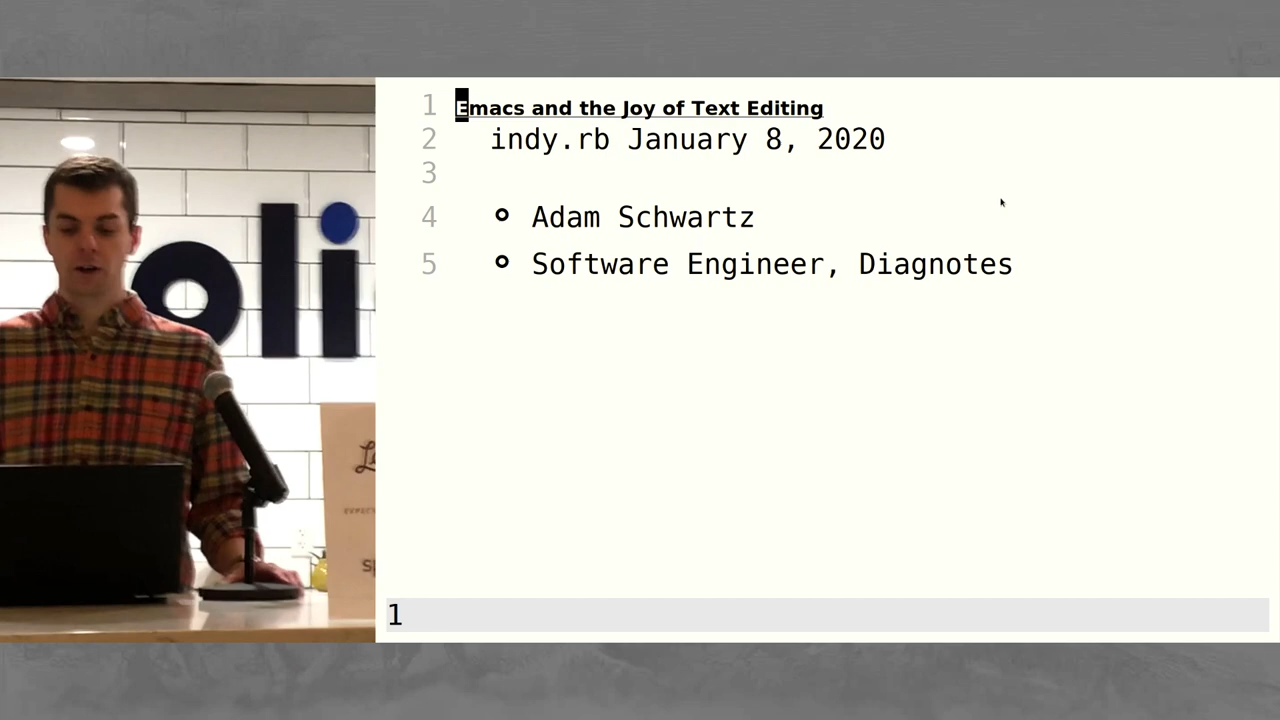 oli
1 Emacs and the Joy of Text Editing
2 indy.rb January 8, 2020
3
4 Adam Schwartz
5 Software Engineer, Diagnotes
1